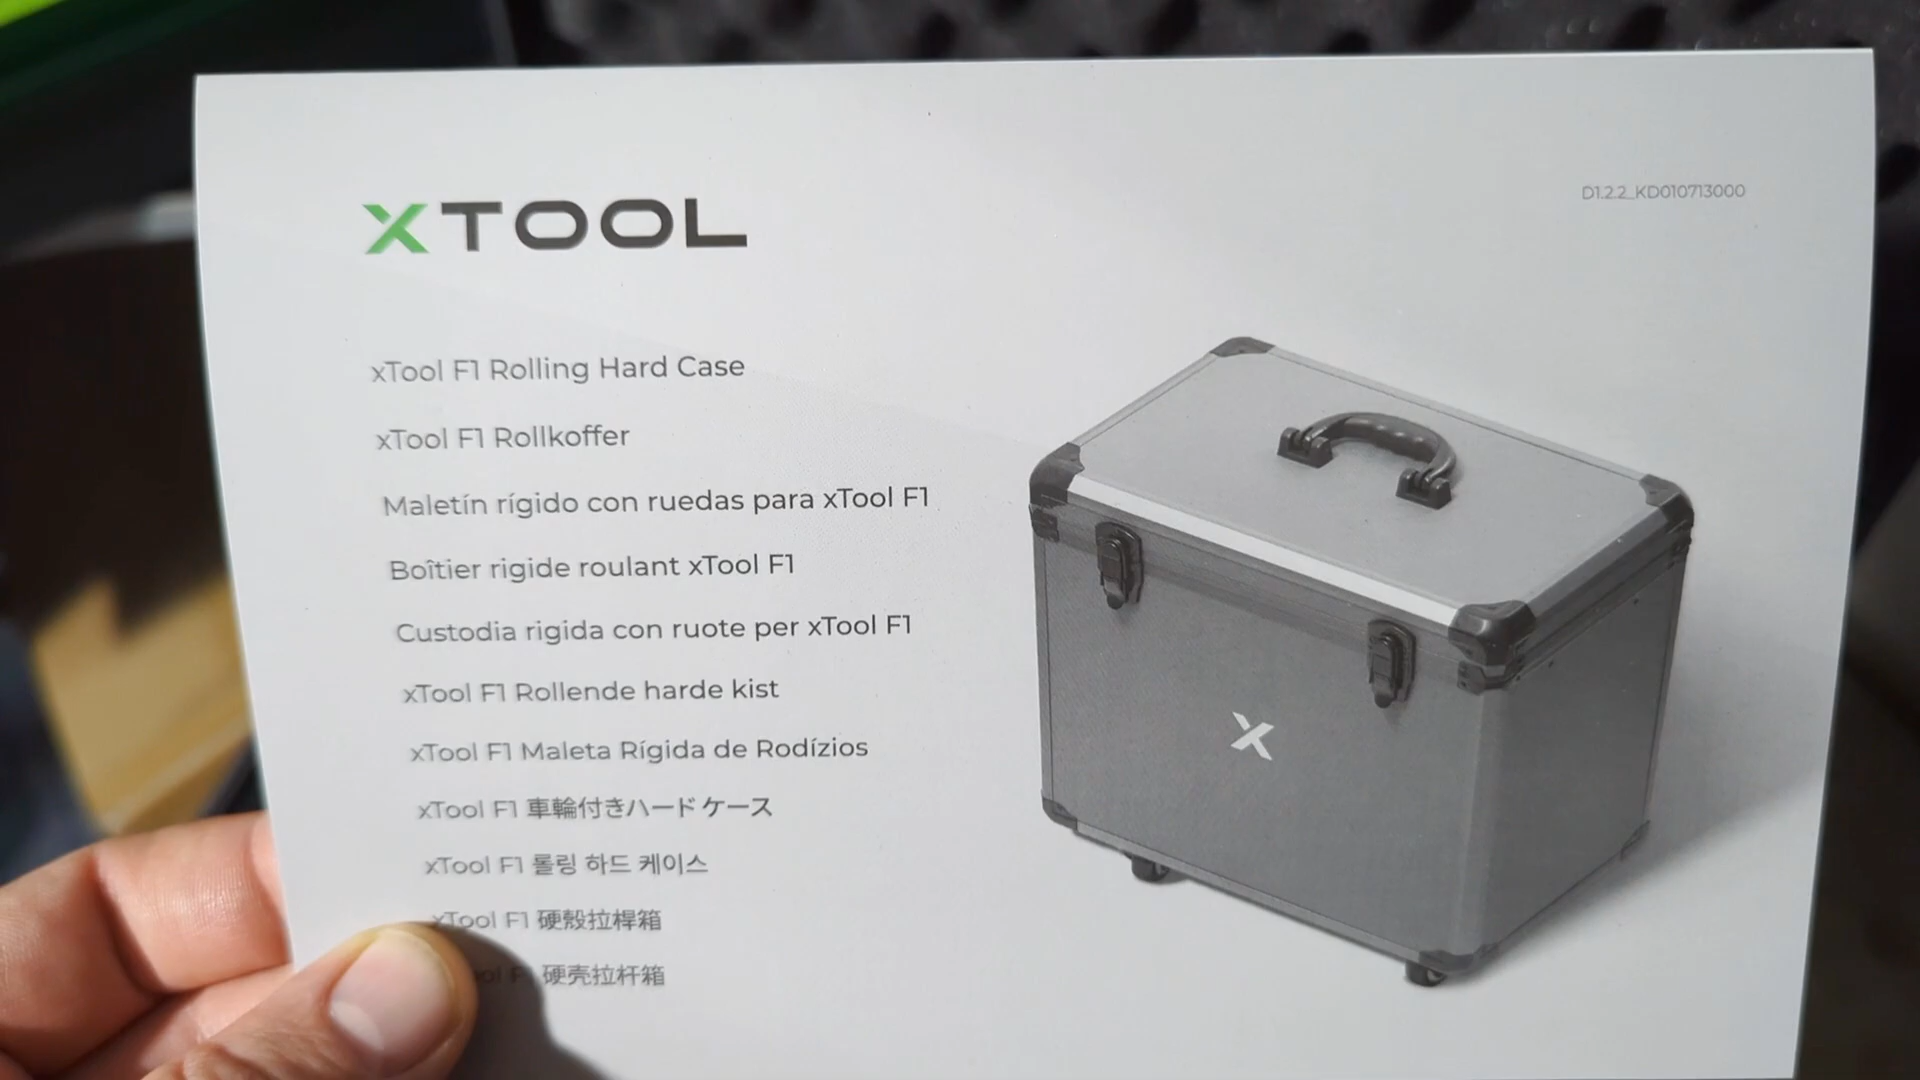 xTOOL
D1.2.2_KD010713000
xTool F1 Rolling Hard Case
xTool F1 Rollkoffer
Maletín rígido con ruedas para xTool F1
Boîtier rigide roulant xTool F1
Custodia rigida con ruote per xTool F1
xTool F1 Rollende harde kist
xTool F1 Maleta Rígida de Rodízios
xTool F1 車輪付きハードケース
xTool F1 롤링 하드 케이스
xTool F1 硬殼拉桿箱
硬壳拉杆箱